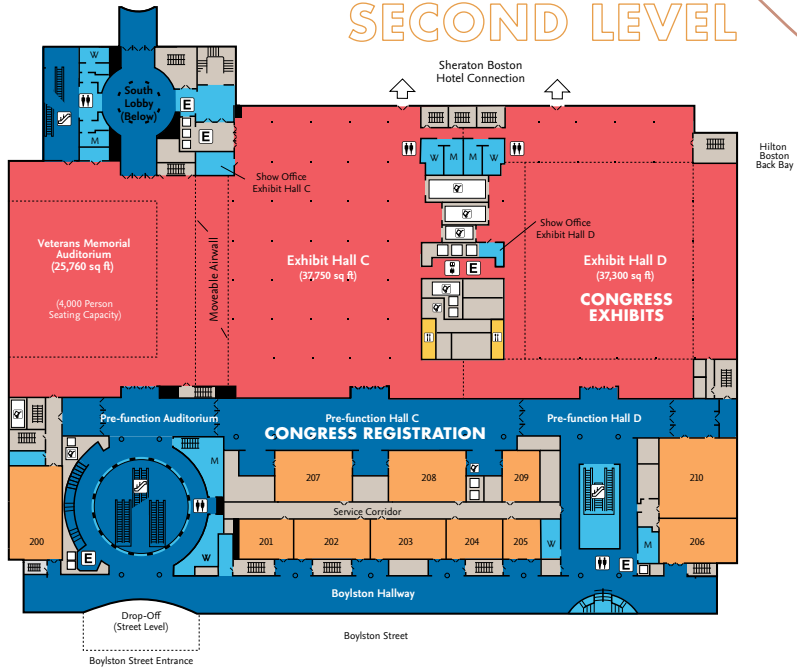 SECOND LEVEL
Sheraton Boston
Hotel Connection
W
South
Lobby
(Below)
E
E
M
W
M
M
W
Hilton
Boston
Back Bay
Show Office
Exhibit Hall C
Show Office
Exhibit Hall D
Veterans Memorial
Auditorium
(25,760 sq ft)
(4,000 Person
Seating Capacity)
Moveable Airwall
Exhibit Hall C
(37,750 sq ft)
E
Exhibit Hall D
(37,300 sq ft)
CONGRESS
EXHIBITS
Pre-function Auditorium
Pre-function Hall C
Pre-function Hall D
CONGRESS REGISTRATION
M
207
208
209
210
Service Corridor
200
201
202
203
204
205
W
M
206
E
W
E
Boylston Hallway
Drop-Off
(Street Level)
Boylston Street
Boylston Street Entrance